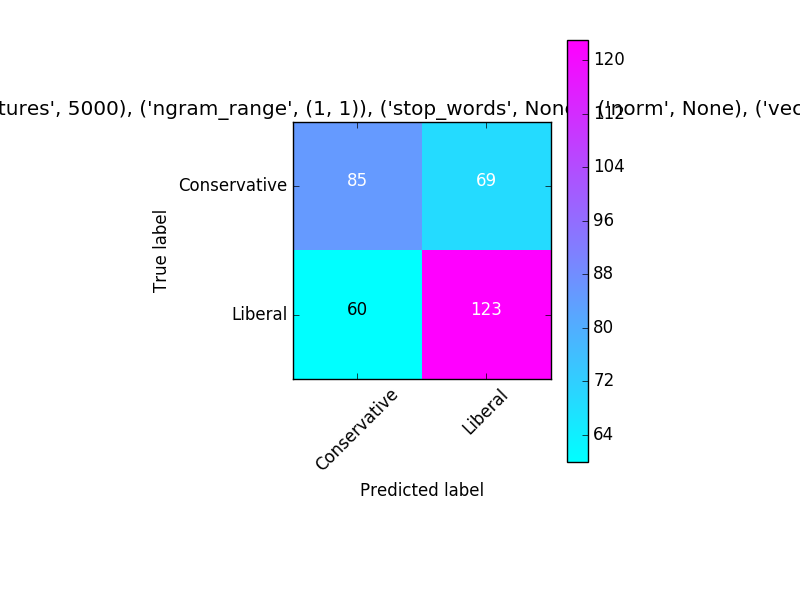 tures', 5000), ('ngram_range', (1, 1)), ('stop_words', None), ('norm', None), ('vec
120
112
104
96
88
80
72
64
Conservative
85
69
Liberal
60
123
True label
Conservative
Liberal
Predicted label